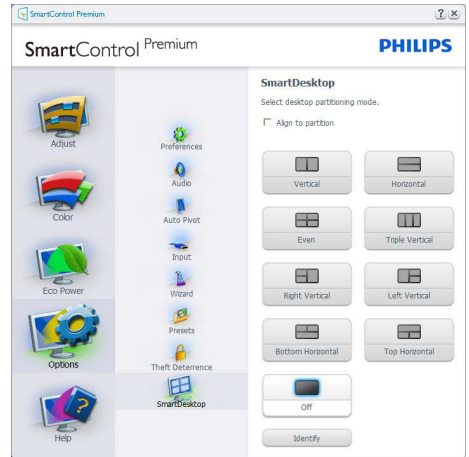 SmartControl Premium
SmartControl Premium
PHILIPS
Adjust
Color
Eco Power
Options
Help
Preferences
Audio
Auto Pivot
Input
Wizard
Presets
Theft Deterrence
SmartDesktop
SmartDesktop
Select desktop partitioning mode.
Align to partition
Vertical
Horizontal
Even
Triple Vertical
Right Vertical
Left Vertical
Bottom Horizontal
Top Horizontal
Off
Identify